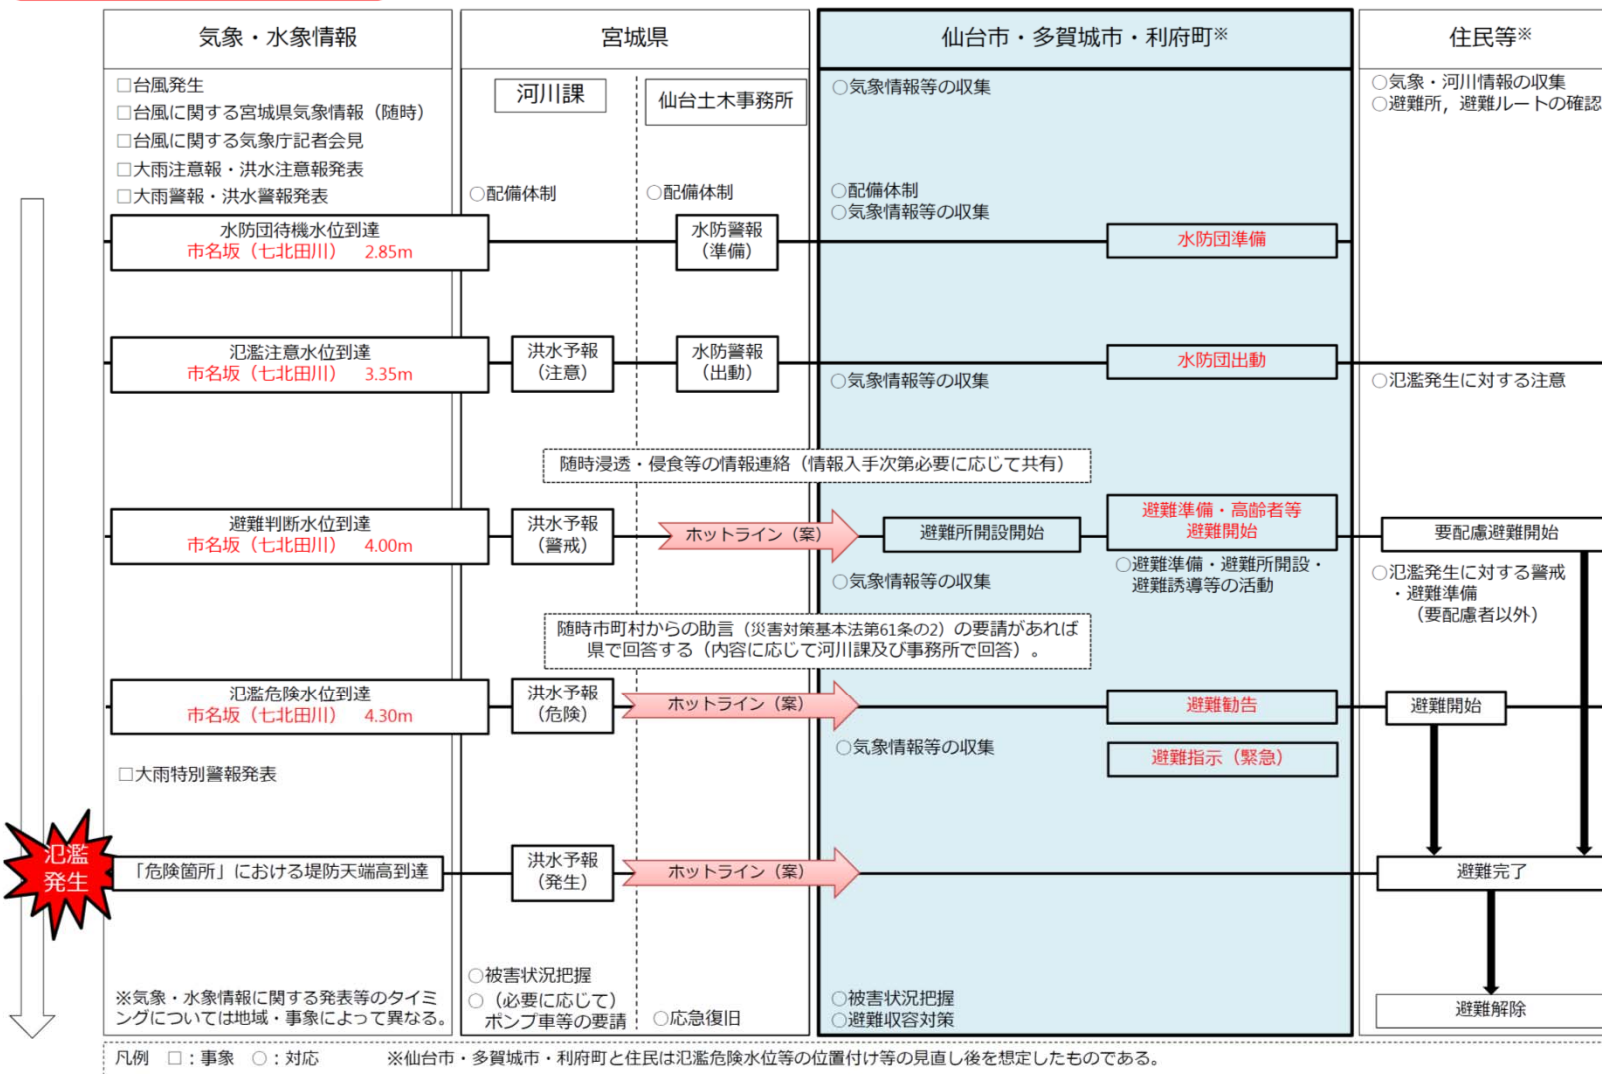 気象・水象情報
宮城県
仙台市・多賀城市・利府町※
住民等※
□台風発生
□台風に関する宮城県気象情報（随時）
□台風に関する気象庁記者会見
□大雨注意報・洪水注意報発表
□大雨警報・洪水警報発表
河川課
仙台土木事務所
○配備体制
○配備体制
○気象情報等の収集
○配備体制
○気象情報等の収集
○気象・河川情報の収集
○避難所，避難ルートの確認
水防団待機水位到達
市名坂（七北田川） 2.85m
水防警報
（準備）
水防団準備
氾濫注意水位到達
市名坂（七北田川） 3.35m
洪水予報
（注意）
水防警報
（出動）
水防団出動
○気象情報等の収集
○氾濫発生に対する注意
随時浸透・侵食等の情報連絡（情報入手次第必要に応じて共有）
避難判断水位到達
市名坂（七北田川） 4.00m
洪水予報
（警戒）
ホットライン（案）
避難所開設開始
避難準備・高齢者等
避難開始
要配慮避難開始
○気象情報等の収集
○避難準備・避難所開設・
避難誘導等の活動
○氾濫発生に対する警戒
・避難準備
（要配慮者以外）
随時市町村からの助言（災害対策基本法第61条の2）の要請があれば
県で回答する（内容に応じて河川課及び事務所で回答）。
氾濫危険水位到達
市名坂（七北田川） 4.30m
洪水予報
（危険）
ホットライン（案）
避難勧告
避難開始
○気象情報等の収集
避難指示（緊急）
□大雨特別警報発表
氾濫
発生
「危険箇所」における堤防天端高到達
洪水予報
（発生）
ホットライン（案）
避難完了
※気象・水象情報に関する発表等のタイミ
ングについては地域・事象によって異なる。
○被害状況把握
○（必要に応じて）
ポンプ車等の要請
○応急復旧
○被害状況把握
○避難収容対策
避難解除
凡例 □：事象 ○：対応 ※仙台市・多賀城市・利府町と住民は氾濫危険水位等の位置付け等の見直し後を想定したものである。